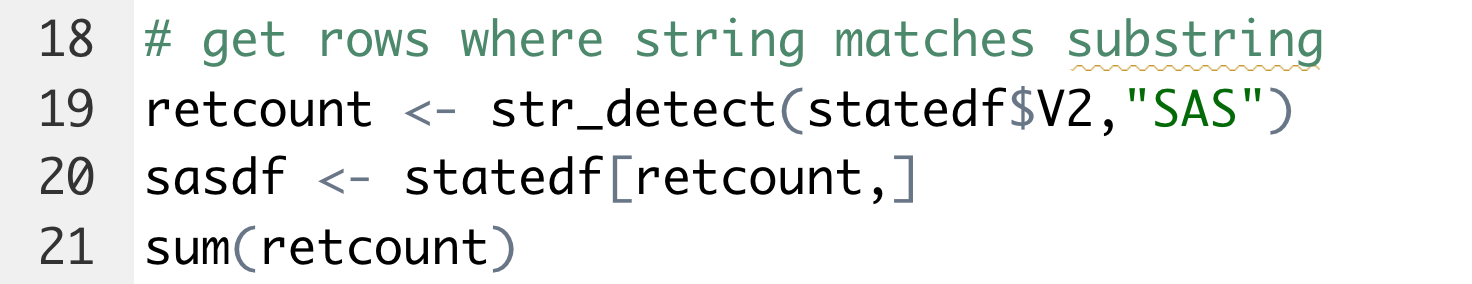 18 # get rows where string matches substring
19 retcount <- str_detect(statedf$V2,"SAS")
20 sasdf <- statedf[retcount,]
21 sum(retcount)